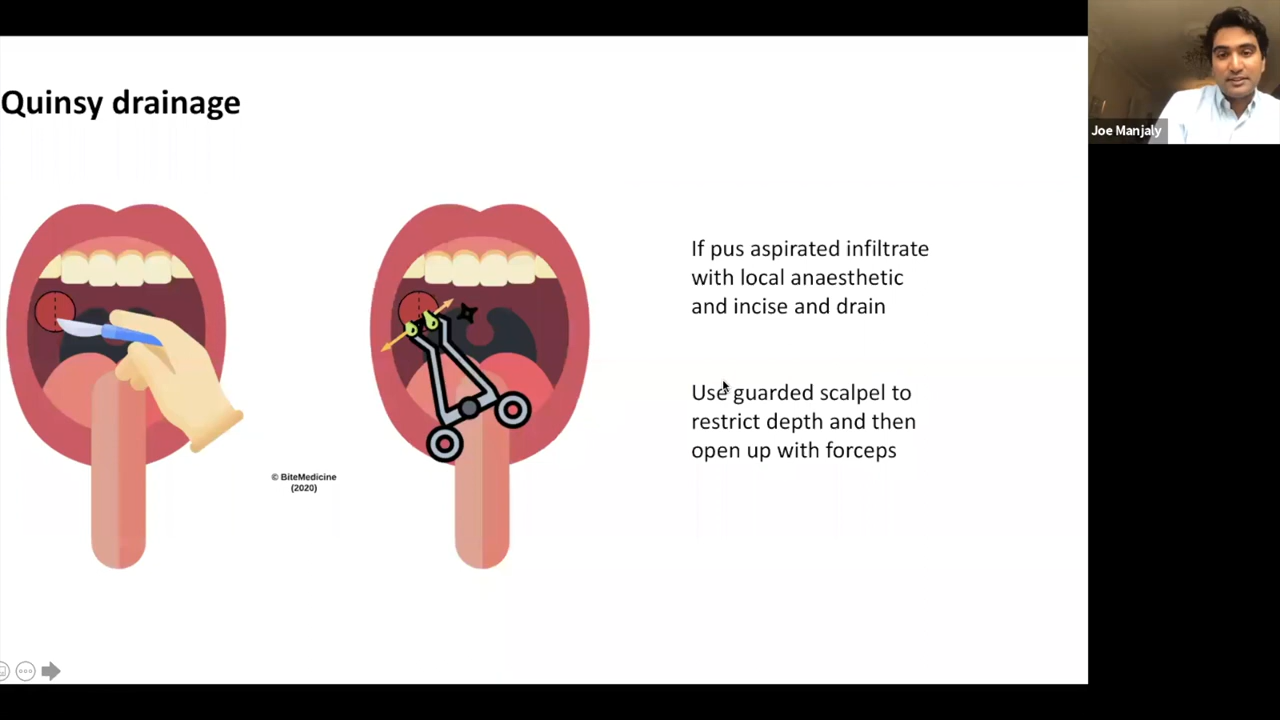 Quinsy drainage
If pus aspirated infiltrate
with local anaesthetic
and incise and drain
Use guarded scalpel to
restrict depth and then
open up with forceps
© BiteMedicine
(2020)
Joe Manjaly